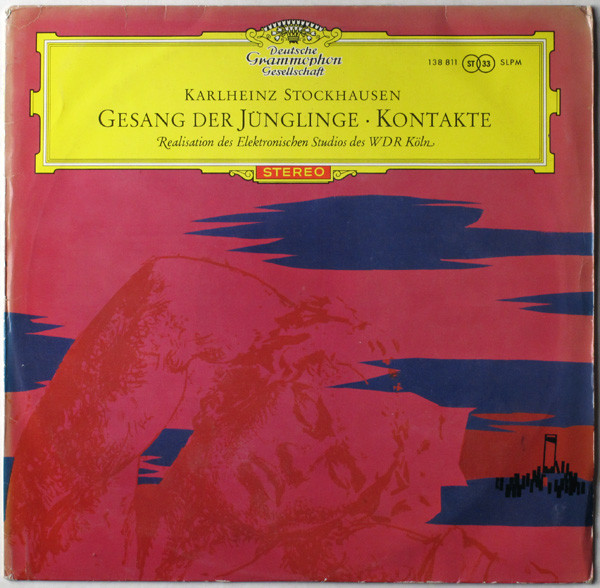 Deutsche
Grammophon
Gesellschaft
138 811 ST 33 SLPM
KARLHEINZ STOCKHAUSEN
GESANG DER JÜNGLINGE · KONTAKTE
Realisation des Elektronischen Studios des WDR Köln
STEREO